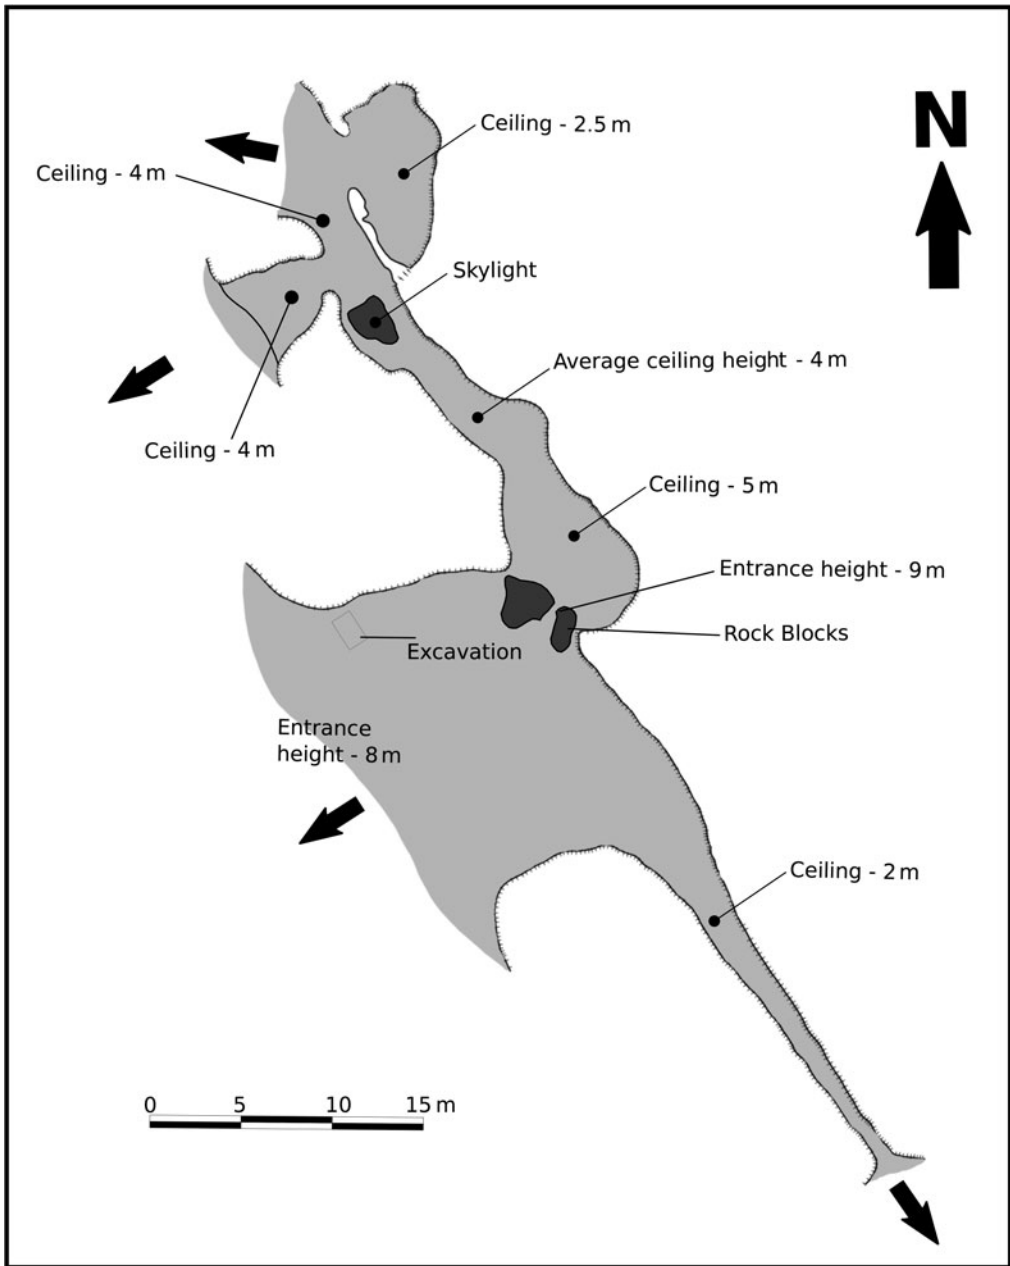 N
Ceiling - 2.5 m
Ceiling - 4 m
Skylight
Average ceiling height - 4 m
Ceiling - 4 m
Ceiling - 5 m
Entrance height - 9 m
Rock Blocks
Excavation
Entrance
height - 8 m
Ceiling - 2 m
0 5 10 15 m